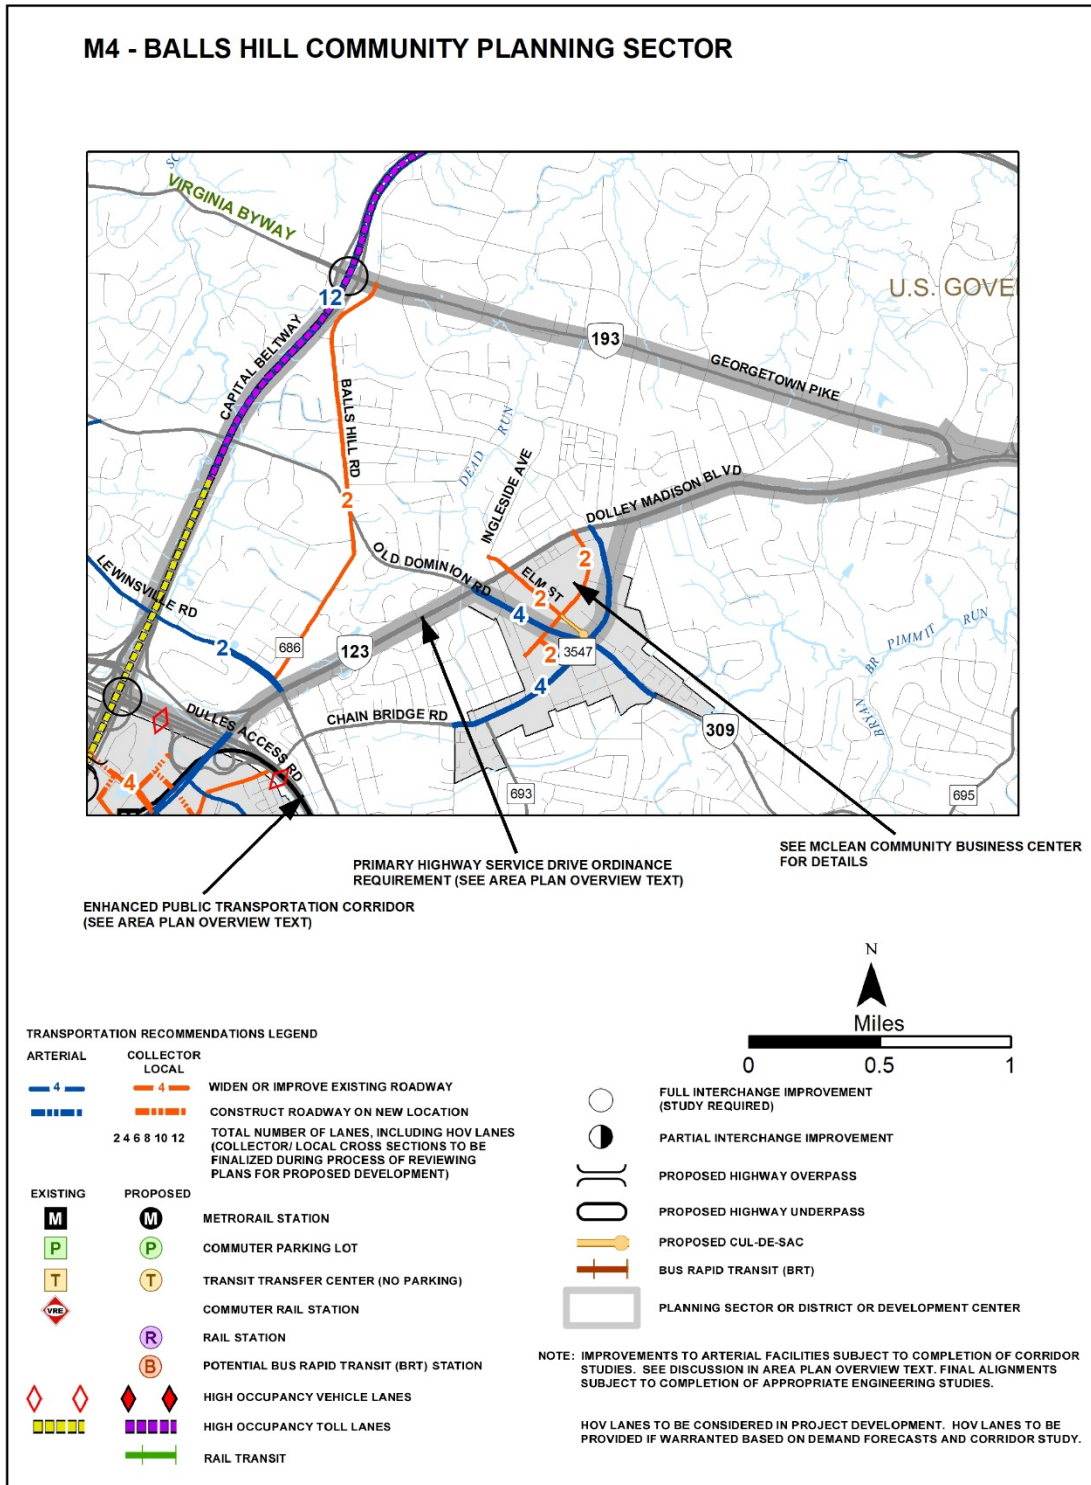 M4 - BALLS HILL COMMUNITY PLANNING SECTOR
SC
T
VIRGINIA BYWAY
12
U.S. GOVE
193
CAPITAL BELTWAY
GEORGETOWN PIKE
BALLS HILL RD
DEAD RUN
INGLESIDE AVE
DOLLEY MADISON BLVD
2
OLD DOMINION RD
2
LEWINSVILLE RD
ELM ST
2
4
PIMMIT RUN
BRYAN BR
2
686
123
2
3547
4
DULLES ACCESS RD
CHAIN BRIDGE RD
309
4
693
695
SEE MCLEAN COMMUNITY BUSINESS CENTER
FOR DETAILS
PRIMARY HIGHWAY SERVICE DRIVE ORDINANCE
REQUIREMENT (SEE AREA PLAN OVERVIEW TEXT)
ENHANCED PUBLIC TRANSPORTATION CORRIDOR
(SEE AREA PLAN OVERVIEW TEXT)
N
Miles
0 0.5 1
TRANSPORTATION RECOMMENDATIONS LEGEND
ARTERIAL
COLLECTOR
LOCAL
4 4 WIDEN OR IMPROVE EXISTING ROADWAY
CONSTRUCT ROADWAY ON NEW LOCATION
2 4 6 8 10 12 TOTAL NUMBER OF LANES, INCLUDING HOV LANES
(COLLECTOR/ LOCAL CROSS SECTIONS TO BE
FINALIZED DURING PROCESS OF REVIEWING
PLANS FOR PROPOSED DEVELOPMENT)
EXISTING PROPOSED
M M METRORAIL STATION
P P COMMUTER PARKING LOT
T T TRANSIT TRANSFER CENTER (NO PARKING)
VRE COMMUTER RAIL STATION
R RAIL STATION
B POTENTIAL BUS RAPID TRANSIT (BRT) STATION
HIGH OCCUPANCY VEHICLE LANES
HIGH OCCUPANCY TOLL LANES
RAIL TRANSIT
FULL INTERCHANGE IMPROVEMENT
(STUDY REQUIRED)
PARTIAL INTERCHANGE IMPROVEMENT
PROPOSED HIGHWAY OVERPASS
PROPOSED HIGHWAY UNDERPASS
PROPOSED CUL-DE-SAC
BUS RAPID TRANSIT (BRT)
PLANNING SECTOR OR DISTRICT OR DEVELOPMENT CENTER
NOTE: IMPROVEMENTS TO ARTERIAL FACILITIES SUBJECT TO COMPLETION OF CORRIDOR
STUDIES. SEE DISCUSSION IN AREA PLAN OVERVIEW TEXT. FINAL ALIGNMENTS
SUBJECT TO COMPLETION OF APPROPRIATE ENGINEERING STUDIES.
HOV LANES TO BE CONSIDERED IN PROJECT DEVELOPMENT. HOV LANES TO BE
PROVIDED IF WARRANTED BASED ON DEMAND FORECASTS AND CORRIDOR STUDY.